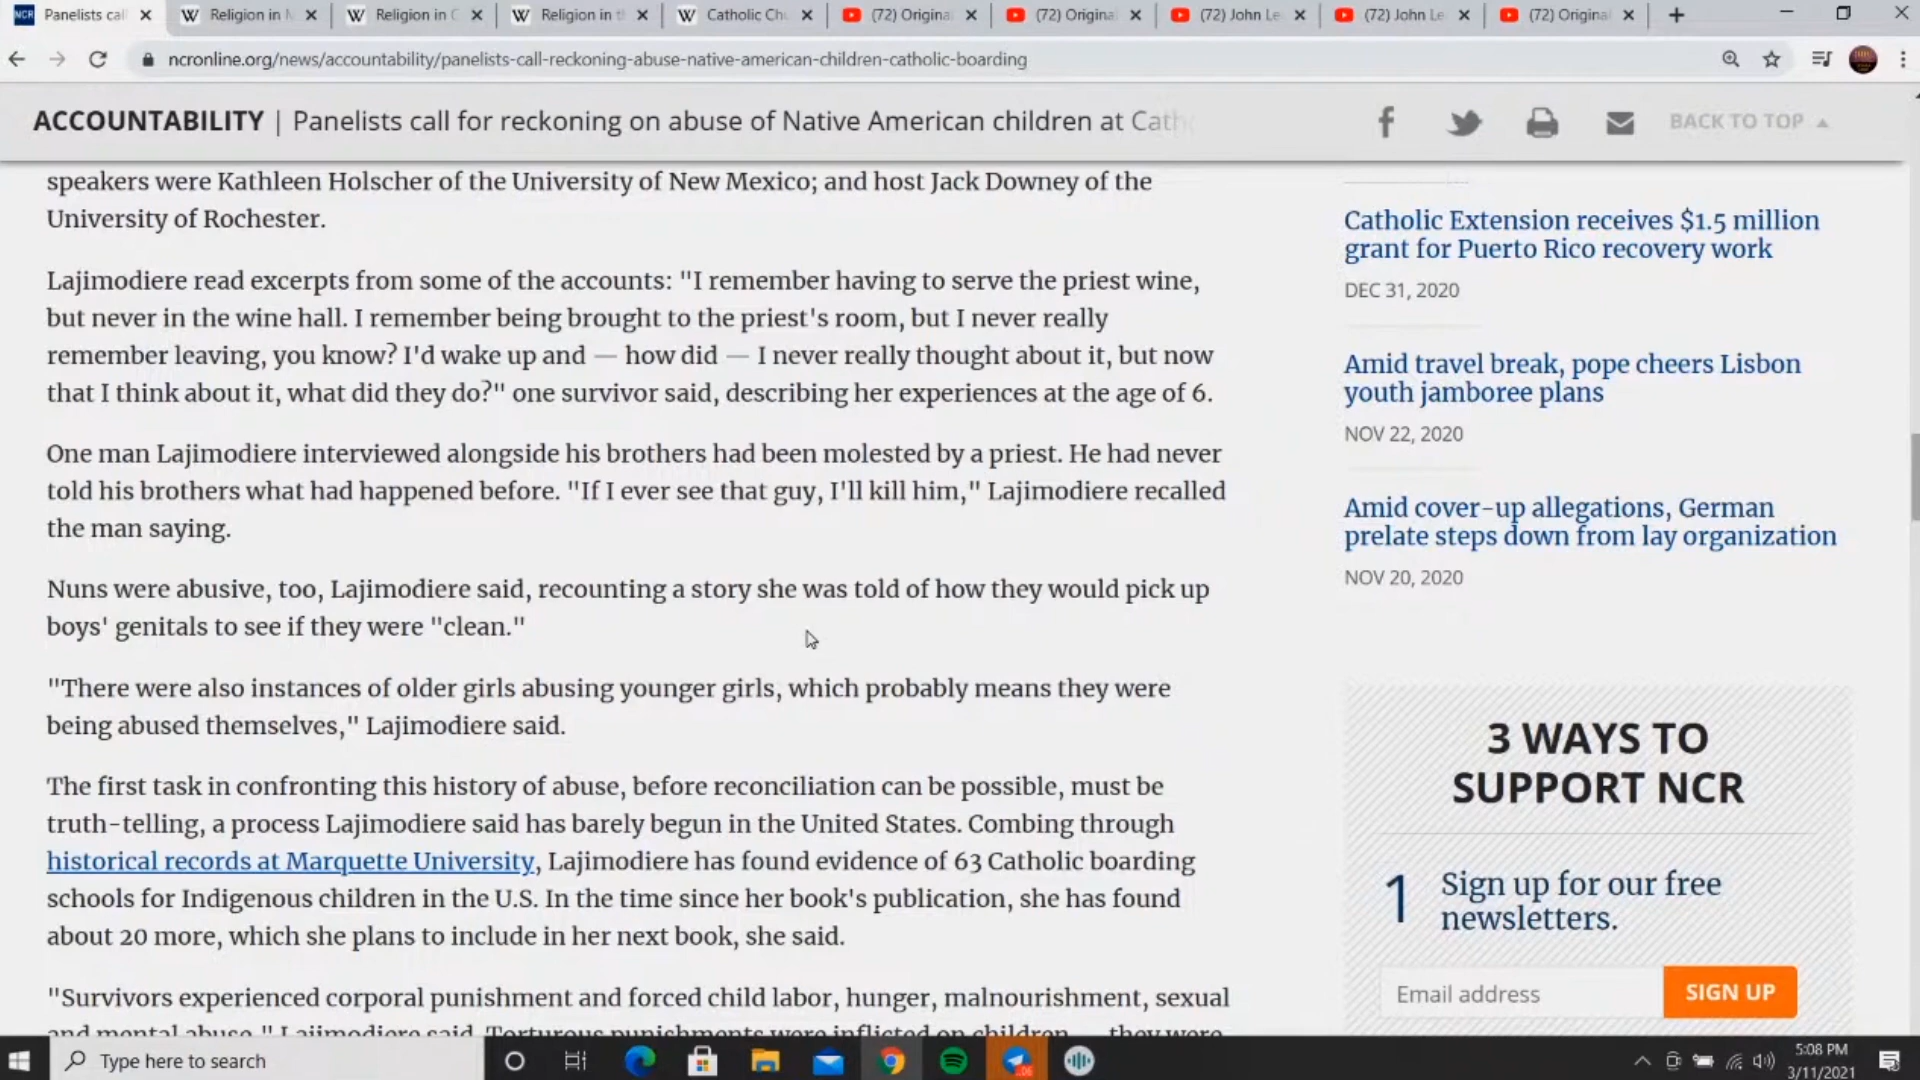 NCR Panelists cal
Religion in
Religion in
Religion in t
Catholic Ch
(72) Origina
(72) Origina
(72) John Le
(72) John Le
(72) Origina
ncronline.org/news/accountability/panelists-call-reckoning-abuse-native-american-children-catholic-boarding
ACCOUNTABILITY | Panelists call for reckoning on abuse of Native American children at Cath
BACK TO TOP
speakers were Kathleen Holscher of the University of New Mexico; and host Jack Downey of the
University of Rochester.
Lajimodiere read excerpts from some of the accounts: "I remember having to serve the priest wine,
but never in the wine hall. I remember being brought to the priest's room, but I never really
remember leaving, you know? I'd wake up and — how did — I never really thought about it, but now
that I think about it, what did they do?" one survivor said, describing her experiences at the age of 6.
One man Lajimodiere interviewed alongside his brothers had been molested by a priest. He had never
told his brothers what had happened before. "If I ever see that guy, I'll kill him," Lajimodiere recalled
the man saying.
Nuns were abusive, too, Lajimodiere said, recounting a story she was told of how they would pick up
boys' genitals to see if they were "clean."
"There were also instances of older girls abusing younger girls, which probably means they were
being abused themselves," Lajimodiere said.
The first task in confronting this history of abuse, before reconciliation can be possible, must be
truth-telling, a process Lajimodiere said has barely begun in the United States. Combing through
historical records at Marquette University, Lajimodiere has found evidence of 63 Catholic boarding
schools for Indigenous children in the U.S. In the time since her book's publication, she has found
about 20 more, which she plans to include in her next book, she said.
"Survivors experienced corporal punishment and forced child labor, hunger, malnourishment, sexual
and mental abuse," Lajimodiere said. Torturous punishments were inflicted on children — they were
Catholic Extension receives $1.5 million
grant for Puerto Rico recovery work
DEC 31, 2020
Amid travel break, pope cheers Lisbon
youth jamboree plans
NOV 22, 2020
Amid cover-up allegations, German
prelate steps down from lay organization
NOV 20, 2020
3 WAYS TO
SUPPORT NCR
1 Sign up for our free
newsletters.
Email address
SIGN UP
Type here to search
5:08 PM
3/11/2021